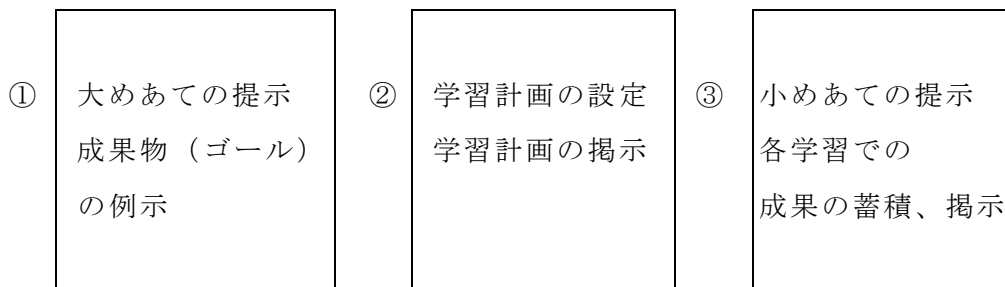 ①
大めあての提示
成果物（ゴール）
の例示
②
学習計画の設定
学習計画の掲示
③
小めあての提示
各学習での
成果の蓄積、掲示